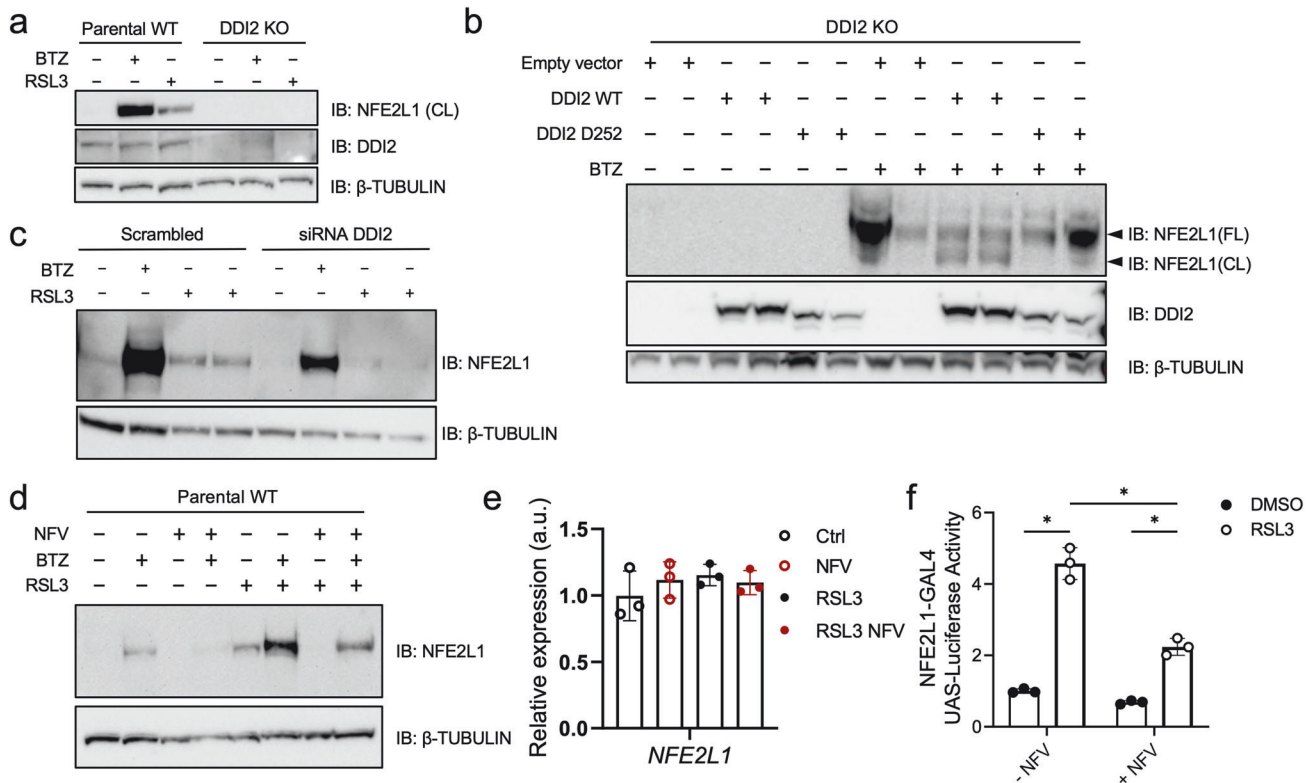 a
Parental WT DDI2 KO
BTZ – + – – + –
RSL3 – – + – – +
IB: NFE2L1 (CL)
IB: DDI2
IB: β-TUBULIN
b
DDI2 KO
Empty vector + + – – – – + + – – – –
DDI2 WT – – + + – – – – + + – –
DDI2 D252 – – – – + + – – – – + +
BTZ – – – – – – + + + + + +
IB: NFE2L1(FL)
IB: NFE2L1(CL)
IB: DDI2
IB: β-TUBULIN
c
Scrambled siRNA DDI2
BTZ – + – – – + – –
RSL3 – – + + – – + +
IB: NFE2L1
IB: β-TUBULIN
d
Parental WT
NFV – – + + – – + +
BTZ – + – + – + – +
RSL3 – – – – + + + +
IB: NFE2L1
IB: β-TUBULIN
e
Relative expression (a.u.)
1.5
1.0
0.5
0.0
NFE2L1
Ctrl
NFV
RSL3
RSL3 NFV
f
NFE2L1-GAL4
UAS-Luciferase Activity
6
4
2
0
*
* *
- NFV + NFV
DMSO
RSL3